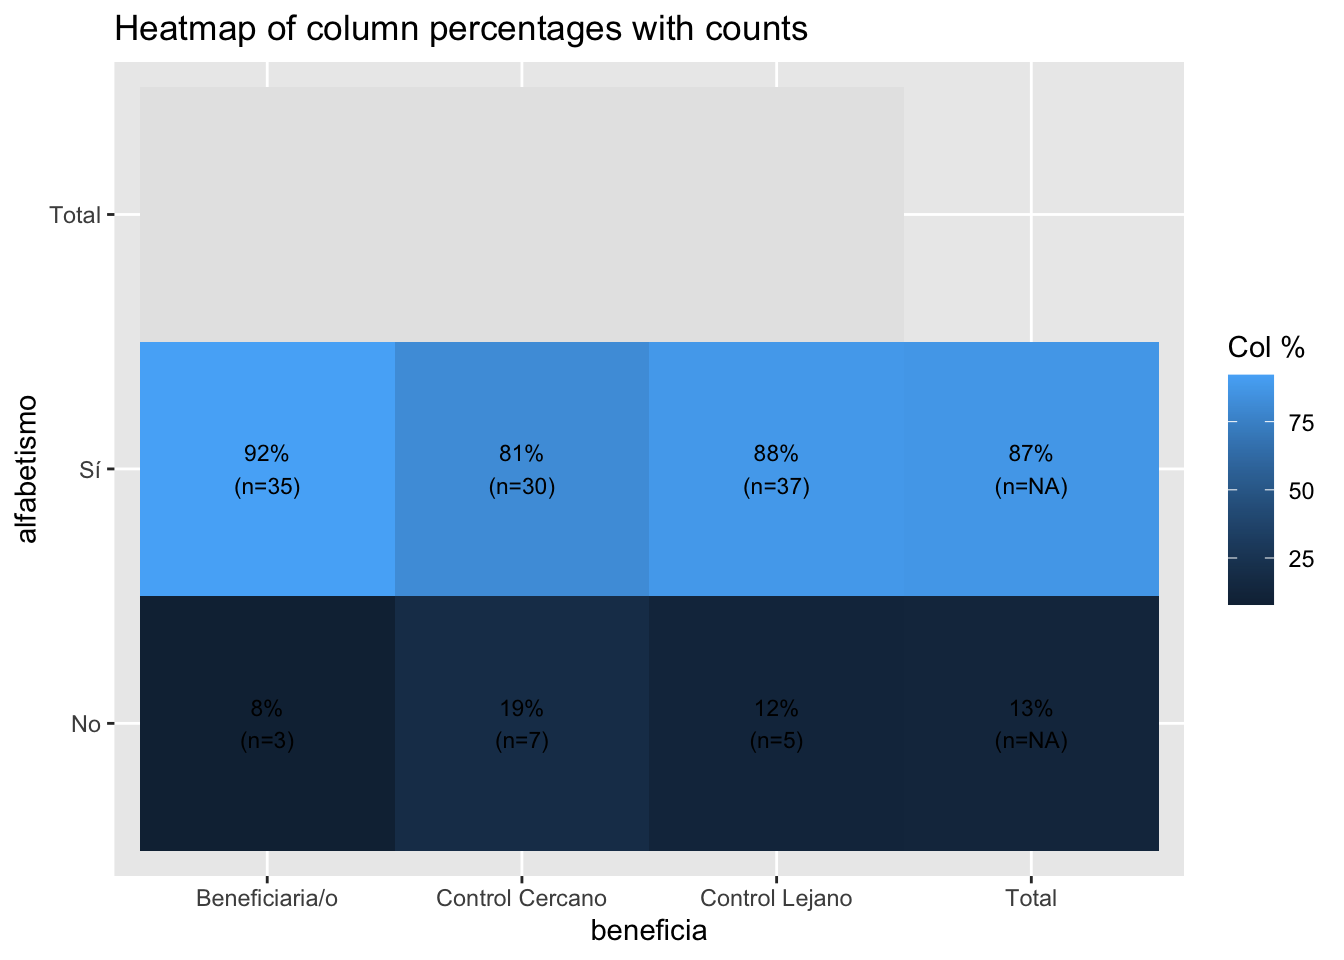 Heatmap of column percentages with counts
alfabetismo
Total
Sí
No
92%
(n=35)
81%
(n=30)
88%
(n=37)
87%
(n=NA)
8%
(n=3)
19%
(n=7)
12%
(n=5)
13%
(n=NA)
Beneficiaria/o
Control Cercano
Control Lejano
Total
beneficia
Col %
75
50
25